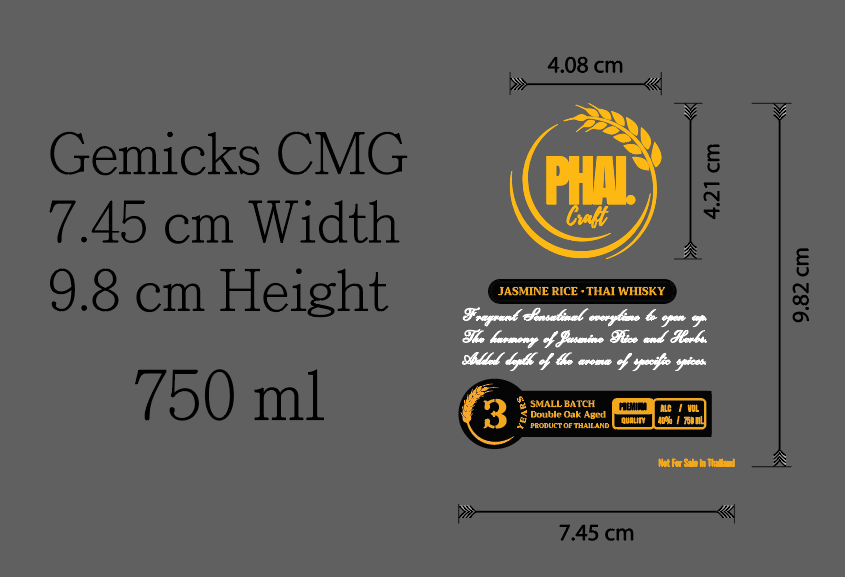 Gemicks CMG
7.45 cm Width
9.8 cm Height
750 ml
4.08 cm
4.21 cm
9.82 cm
PHAI.
Craft
JASMINE RICE · THAI WHISKY
Fragrant Sensatinal everytime to open up.
The harmony of Jasmine Rice and Herbs.
Added depth of the aroma of specific spices.
3 YEARS
SMALL BATCH
Double Oak Aged
PRODUCT OF THAILAND
PREMIUM
QUALITY
ALC / VOL
40% / 750 ML
Not For Sale In Thailand
7.45 cm